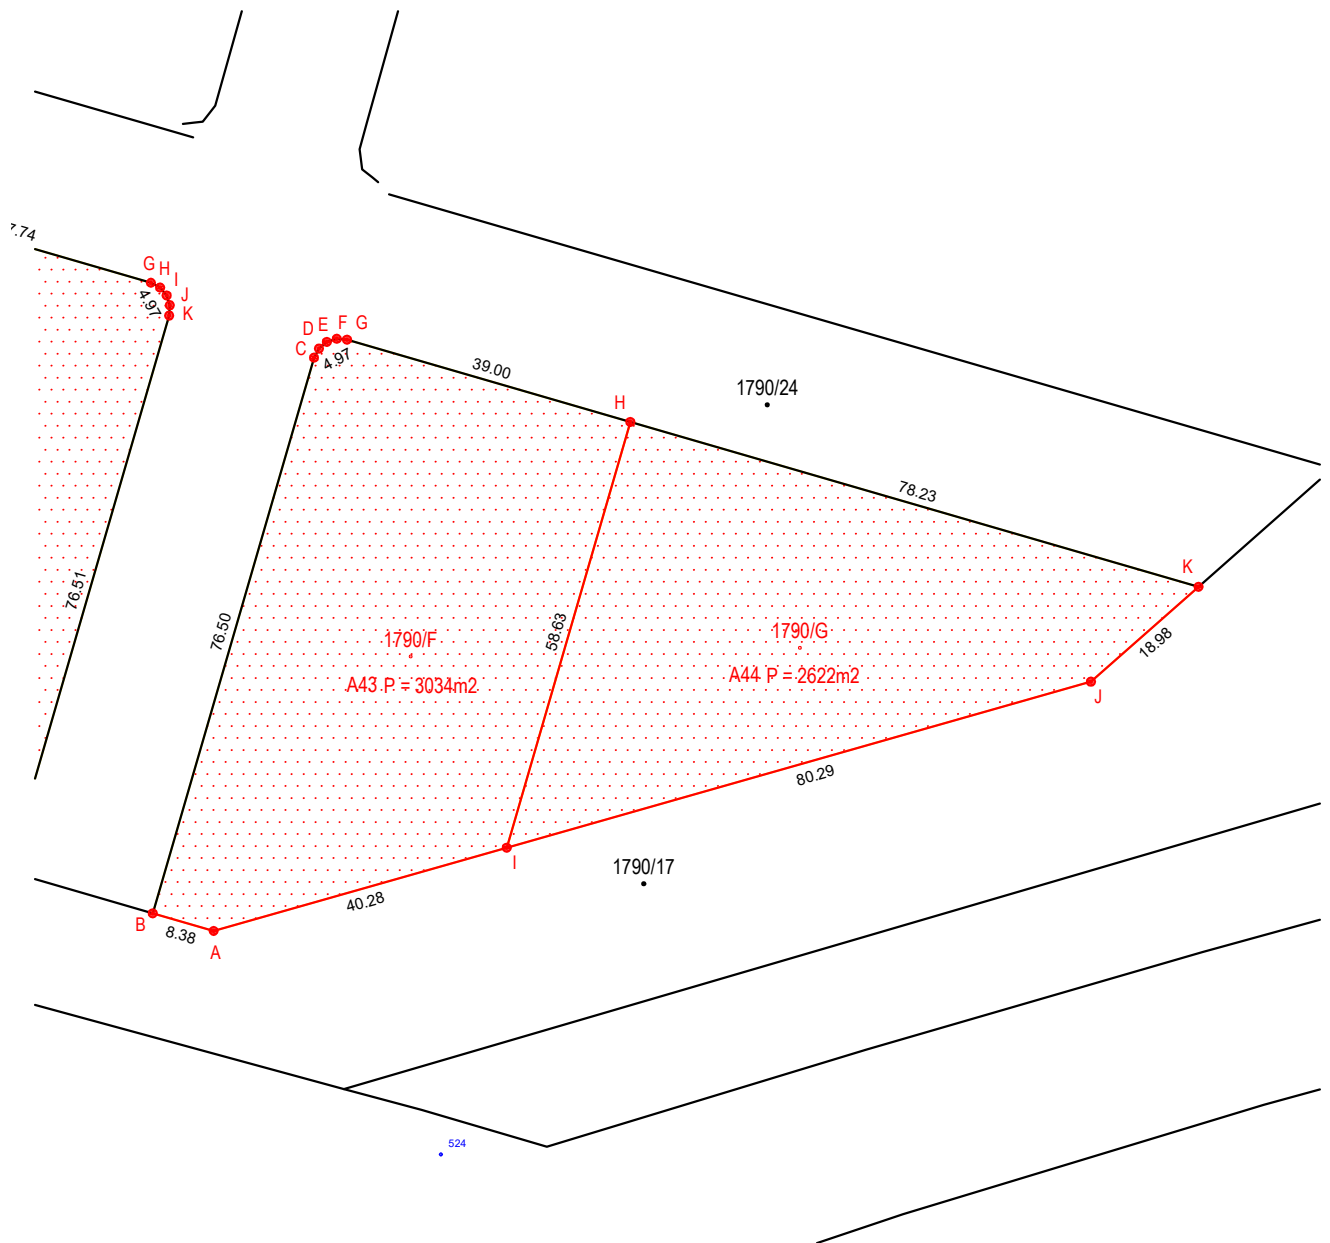 7.74
G
H
I
J
K
4.97
D
E
F
G
C
4.97
39.00
H
1790/24
78.23
K
76.51
76.50
58.63
1790/F
A43 P = 3034m2
1790/G
A44 P = 2622m2
18.98
J
80.29
I
1790/17
40.28
B
8.38
A
524